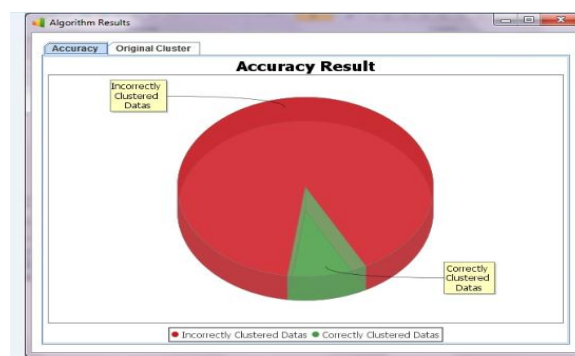 Algorithm Results
Accuracy
Original Cluster
Accuracy Result
Incorrectly
Clustered
Datas
Correctly
Clustered
Datas
Incorrectly Clustered Datas
Correctly Clustered Datas